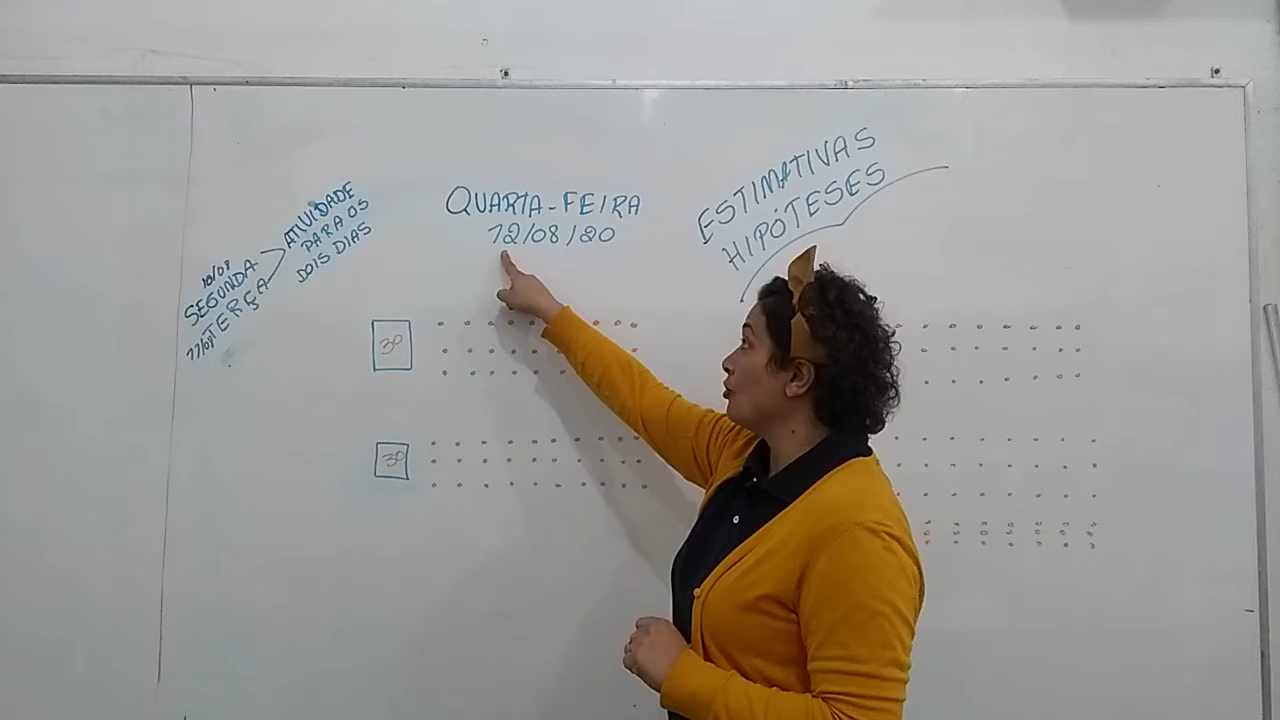 10/08
SEGUNDA
11/08 TERÇA
ATIVIDADE
PARA OS
DOIS DIAS
QUARTA-FEIRA
12/08/20
ESTIMATIVAS
HIPÓTESES
30
30